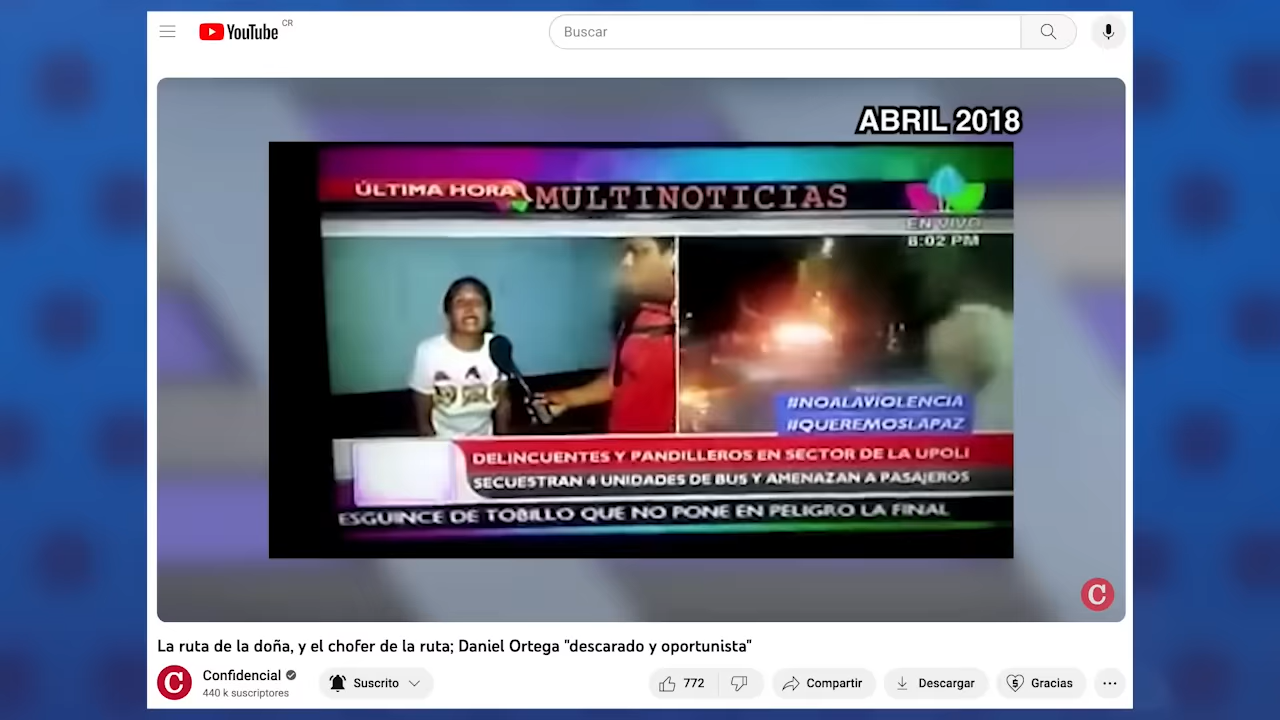 YouTube CR
Buscar
ABRIL 2018
ÚLTIMA HORA
MULTINOTICIAS
EN VIVO
8:02 PM
#NOALAVIOLENCIA
#QUEREMOSLAPAZ
DELINCUENTES Y PANDILLEROS EN SECTOR DE LA UPOLI
SECUESTRAN 4 UNIDADES DE BUS Y AMENAZAN A PASAJEROS
ESGUINCE DE TOBILLO QUE NO PONE EN PELIGRO LA FINAL
C
La ruta de la doña, y el chofer de la ruta; Daniel Ortega "descarado y oportunista"
C
Confidencial
440 k suscriptores
Suscrito
772
Compartir
Descargar
Gracias